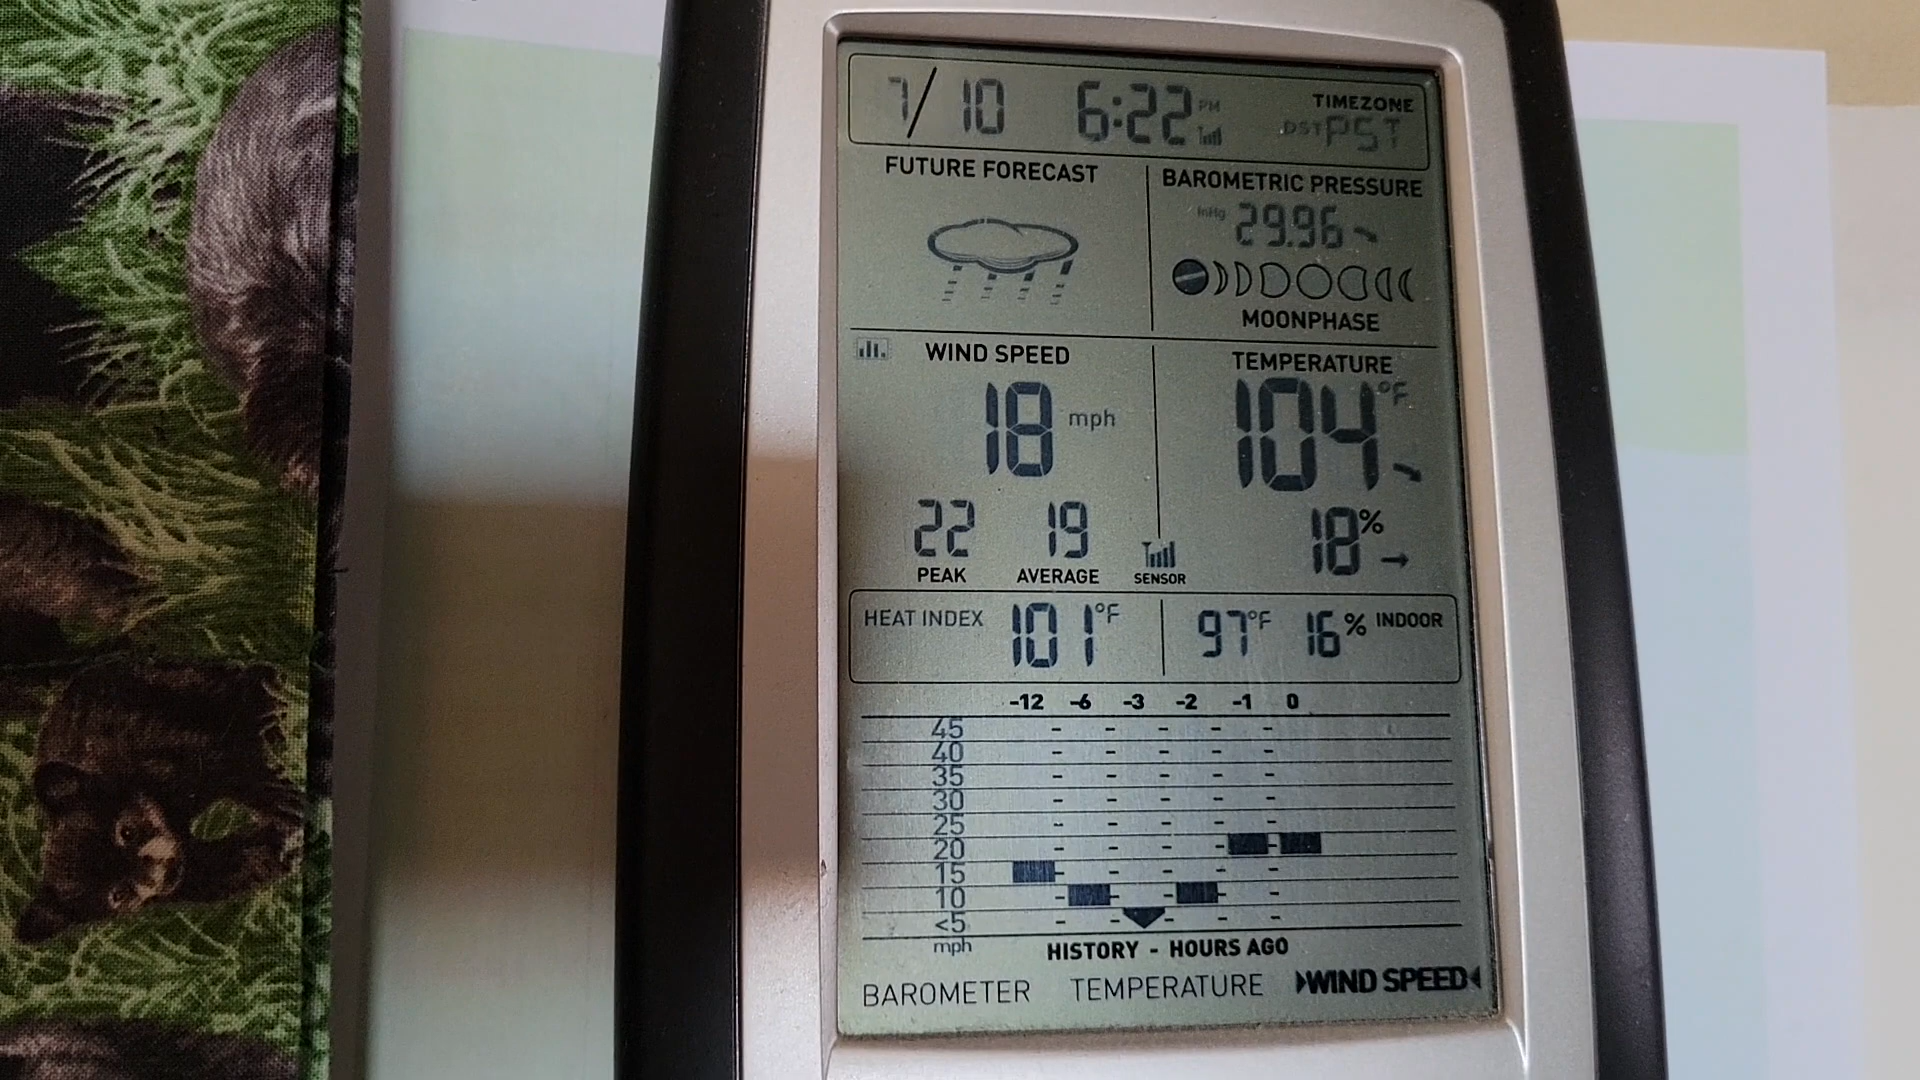 7/10 6:22 PM TIMEZONE
DST PST
FUTURE FORECAST
BAROMETRIC PRESSURE
inHg 29.96
MOONPHASE
WIND SPEED
18 mph
22 19
PEAK AVERAGE
SENSOR
TEMPERATURE
104 °F
18%
HEAT INDEX 101 °F 97 °F 16 % INDOOR
-12 -6 -3 -2 -1 0
45
40
35
30
25
20
15
10
<5
mph
HISTORY - HOURS AGO
BAROMETER TEMPERATURE WIND SPEED